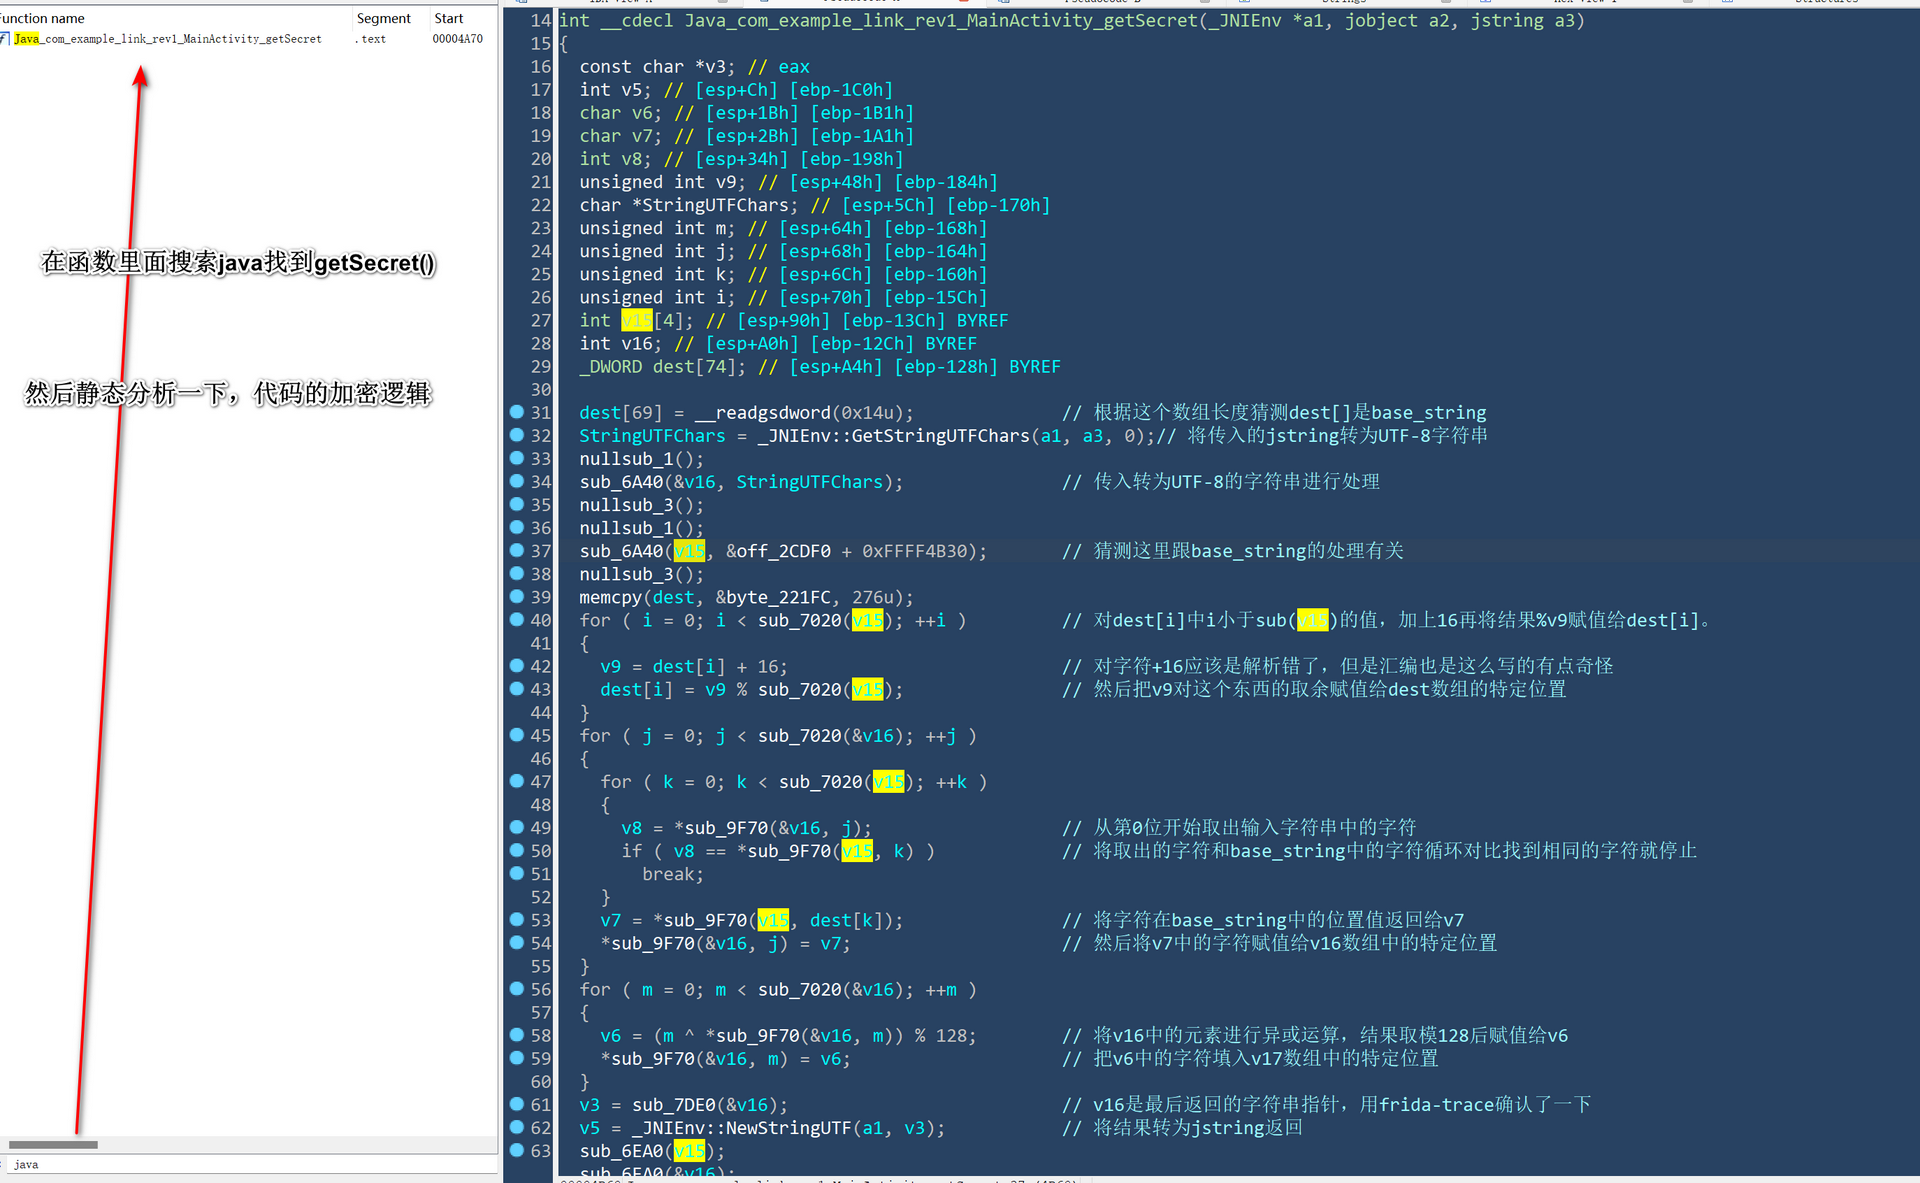 Function name Segment Start
Java_com_example_link_rev1_MainActivity_getSecret .text 00004A70
在函数里面搜索java找到getSecret()
然后静态分析一下，代码的加密逻辑
java
14 int __cdecl Java_com_example_link_rev1_MainActivity_getSecret(_JNIEnv *a1, jobject a2, jstring a3)
15 {
16 const char *v3; // eax
17 int v5; // [esp+Ch] [ebp-1C0h]
18 char v6; // [esp+1Bh] [ebp-1B1h]
19 char v7; // [esp+2Bh] [ebp-1A1h]
20 int v8; // [esp+34h] [ebp-198h]
21 unsigned int v9; // [esp+48h] [ebp-184h]
22 char *StringUTFChars; // [esp+5Ch] [ebp-170h]
23 unsigned int m; // [esp+64h] [ebp-168h]
24 unsigned int j; // [esp+68h] [ebp-164h]
25 unsigned int k; // [esp+6Ch] [ebp-160h]
26 unsigned int i; // [esp+70h] [ebp-15Ch]
27 int v15[4]; // [esp+90h] [ebp-13Ch] BYREF
28 int v16; // [esp+A0h] [ebp-12Ch] BYREF
29 _DWORD dest[74]; // [esp+A4h] [ebp-128h] BYREF
30
31 dest[69] = __readgsdword(0x14u); // 根据这个数组长度猜测dest[]是base_string
32 StringUTFChars = _JNIEnv::GetStringUTFChars(a1, a3, 0);// 将传入的jstring转为UTF-8字符串
33 nullsub_1();
34 sub_6A40(&v16, StringUTFChars); // 传入转为UTF-8的字符串进行处理
35 nullsub_3();
36 nullsub_1();
37 sub_6A40(v15, &off_2CDF0 + 0xFFFF4B30); // 猜测这里跟base_string的处理有关
38 nullsub_3();
39 memcpy(dest, &byte_221FC, 276u);
40 for ( i = 0; i < sub_7020(v15); ++i ) // 对dest[i]中i小于sub(v15)的值，加上16再将结果%v9赋值给dest[i]。
41 {
42 v9 = dest[i] + 16; // 对字符+16应该是解析错了，但是汇编也是这么写的有点奇怪
43 dest[i] = v9 % sub_7020(v15); // 然后把v9对这个东西的取余赋值给dest数组的特定位置
44 }
45 for ( j = 0; j < sub_7020(&v16); ++j )
46 {
47 for ( k = 0; k < sub_7020(v15); ++k )
48 {
49 v8 = *sub_9F70(&v16, j); // 从第0位开始取出输入字符串中的字符
50 if ( v8 == *sub_9F70(v15, k) ) // 将取出的字符和base_string中的字符循环对比找到相同的字符就停止
51 break;
52 }
53 v7 = *sub_9F70(v15, dest[k]); // 将字符在base_string中的位置值返回给v7
54 *sub_9F70(&v16, j) = v7; // 然后将v7中的字符赋值给v16数组中的特定位置
55 }
56 for ( m = 0; m < sub_7020(&v16); ++m )
57 {
58 v6 = (m ^ *sub_9F70(&v16, m)) % 128; // 将v16中的元素进行异或运算，结果取模128后赋值给v6
59 *sub_9F70(&v16, m) = v6; // 把v6中的字符填入v17数组中的特定位置
60 }
61 v3 = sub_7DE0(&v16); // v16是最后返回的字符串指针，用frida-trace确认了一下
62 v5 = _JNIEnv::NewStringUTF(a1, v3); // 将结果转为jstring返回
63 sub_6EA0(v15);
sub_6EA0(&v16);